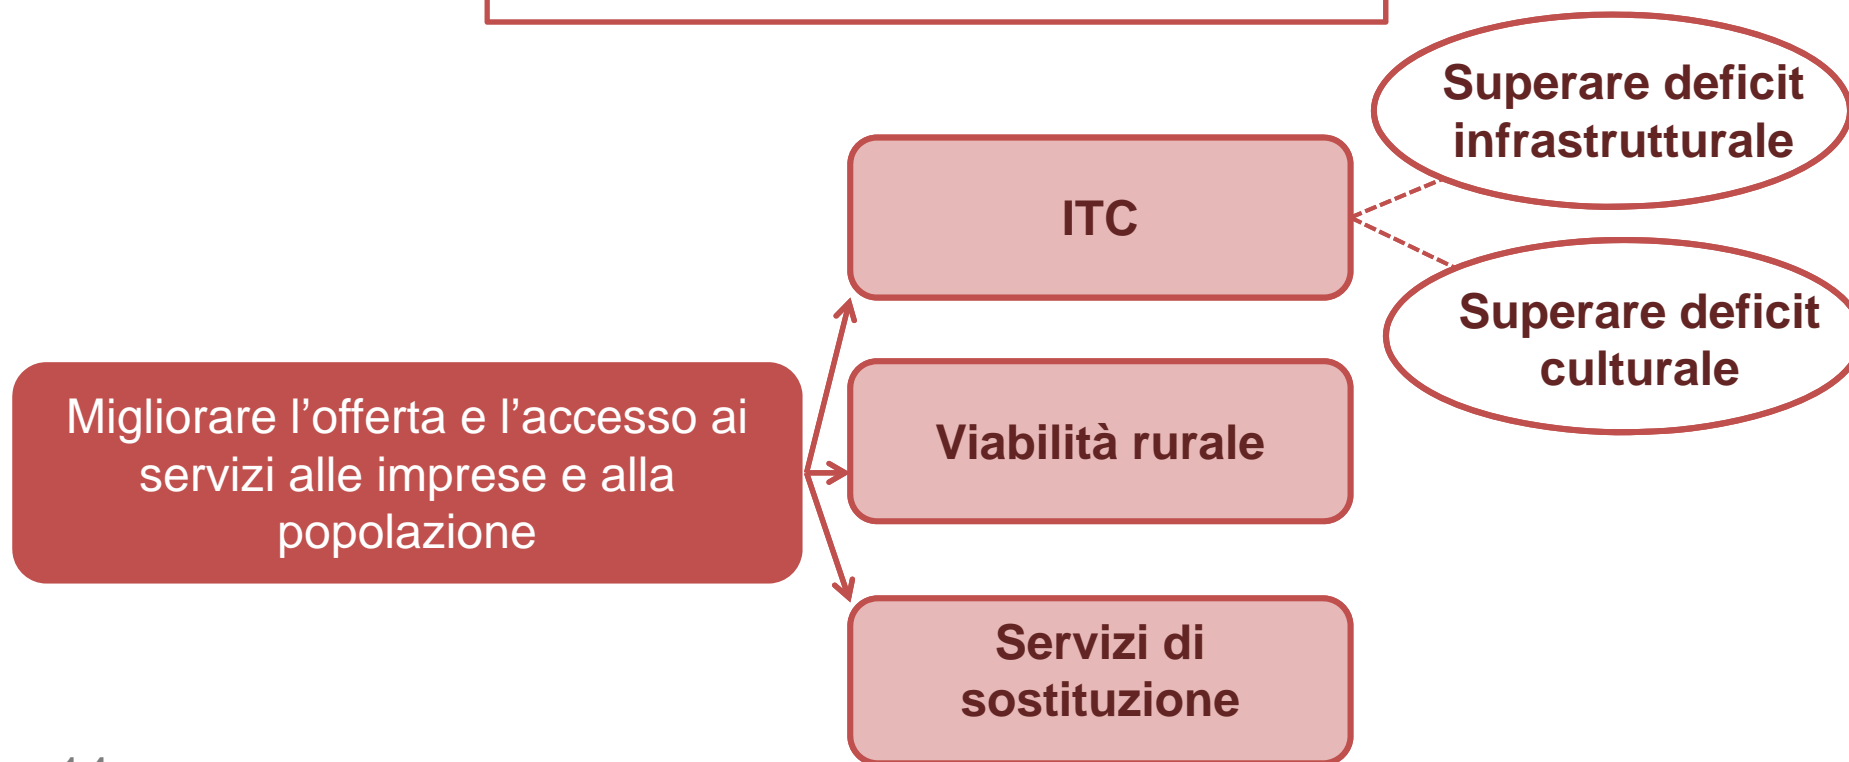 Superare deficit
infrastrutturale
ITC
Superare deficit
culturale
Migliorare l’offerta e l’accesso ai
servizi alle imprese e alla
popolazione
Viabilità rurale
Servizi di
sostituzione